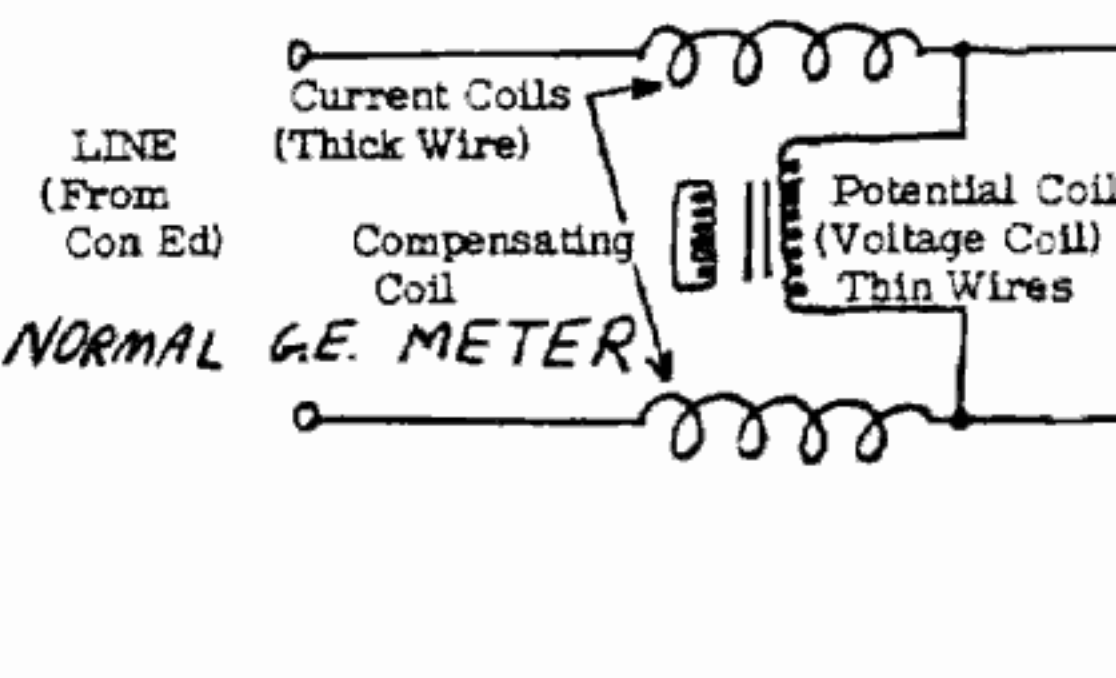 Current Coils
(Thick Wire)
LINE
(From
Con Ed)
Potential Coil
(Voltage Coil)
Thin Wires
Compensating
Coil
NORMAL G.E. METER